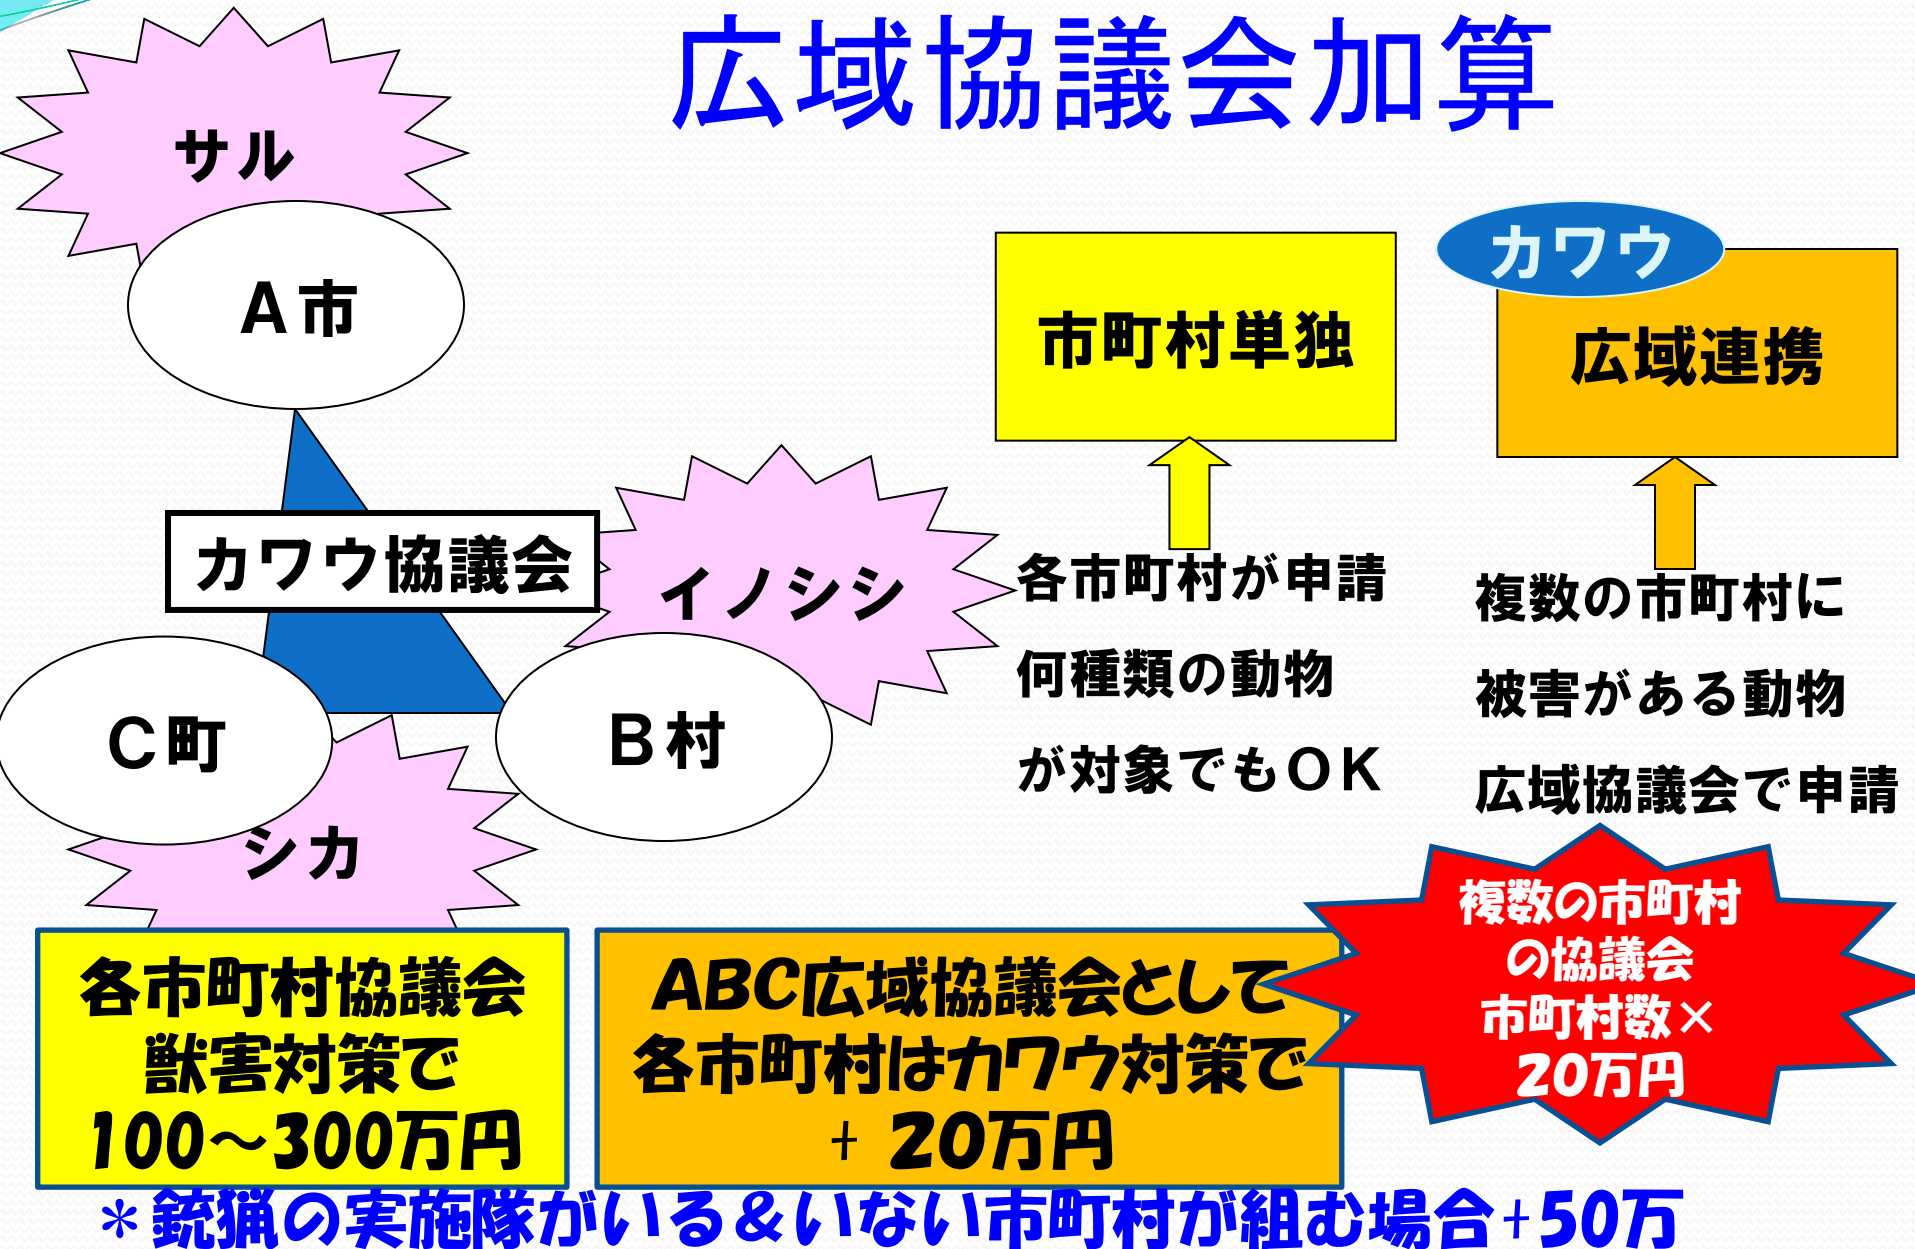 広域協議会加算
サル
A市
カワウ協議会
イノシシ
C町
B村
シカ
市町村単独
各市町村が申請
何種類の動物
が対象でもOK
カワウ
広域連携
複数の市町村に
被害がある動物
広域協議会で申請
各市町村協議会
獣害対策で
100～300万円
ABC広域協議会として
各市町村はカワウ対策で
+ 20万円
複数の市町村
の協議会
市町村数×
20万円
＊銃猟の実施隊がいる＆いない市町村が組む場合+50万